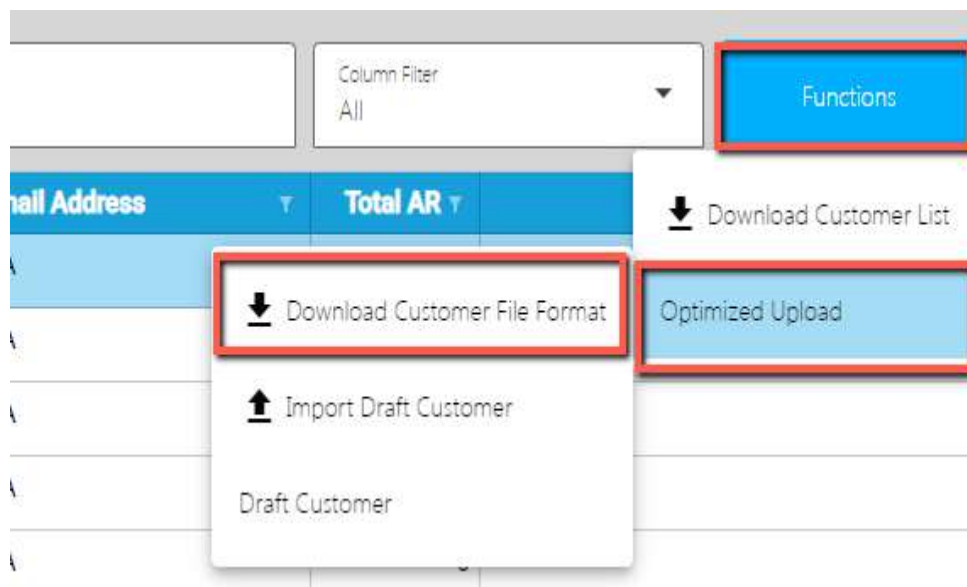 Column Filter
All
Functions
nail Address
Total AR
Download Customer List
Download Customer File Format
Optimized Upload
Import Draft Customer
Draft Customer